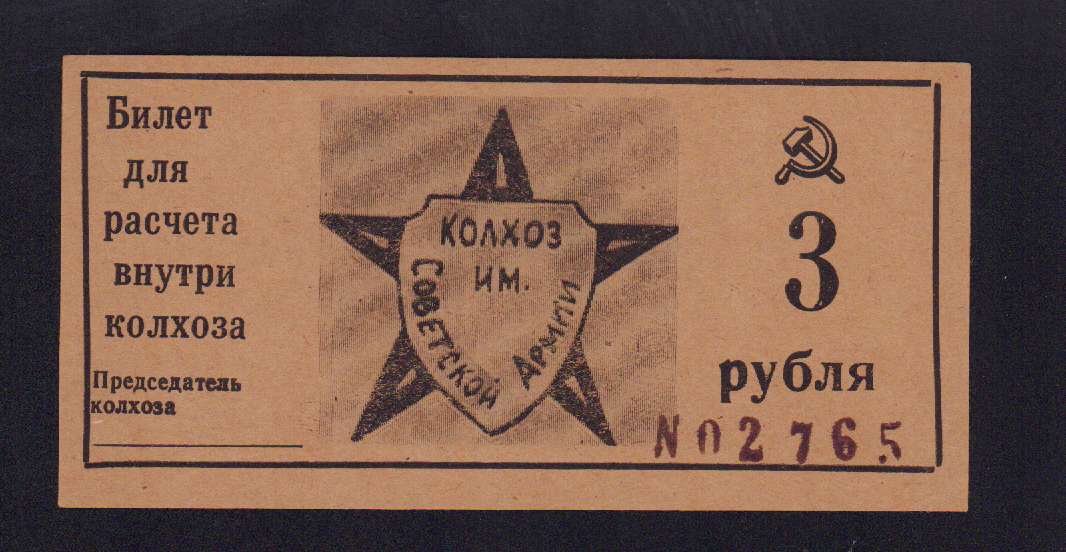 Билет
для
расчета
внутри
колхоза
Председатель
колхоза
КОЛХОЗ
ИМ.
СОВЕТСКОЙ
АРМИИ
3
рубля
N02765